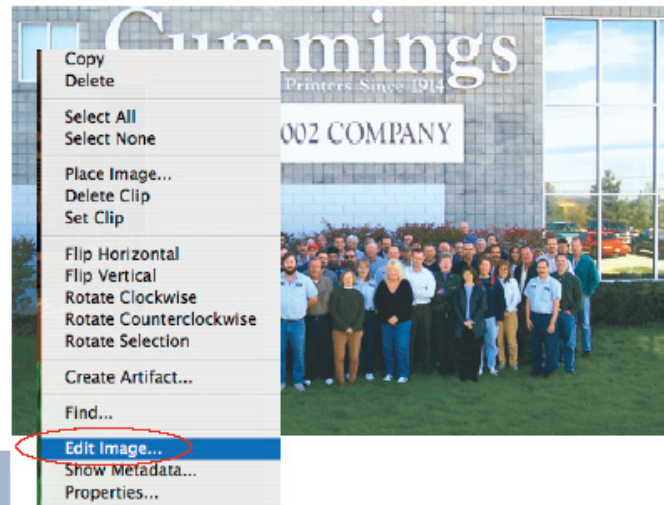 Cummings
Printers Since 1914
002 COMPANY
Copy
Delete
Select All
Select None
Place Image...
Delete Clip
Set Clip
Flip Horizontal
Flip Vertical
Rotate Clockwise
Rotate Counterclockwise
Rotate Selection
Create Artifact...
Find...
Edit Image...
Show Metadata...
Properties...